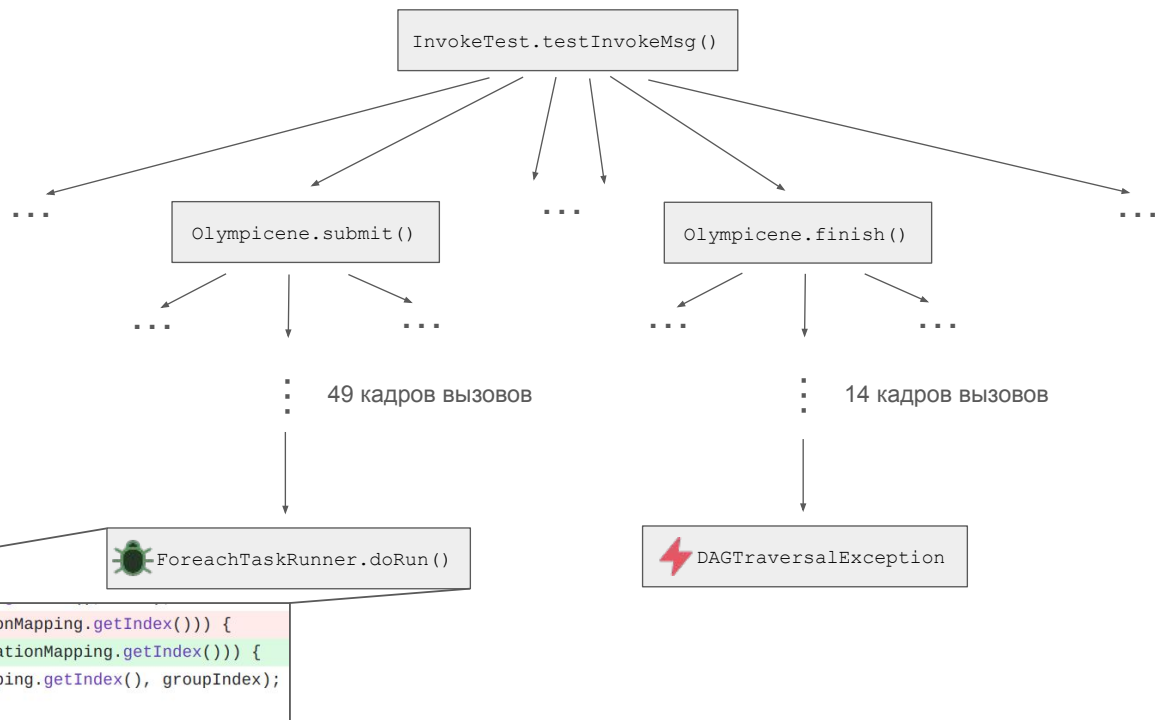 InvokeTest.testInvokeMsg()
...
Olympicene.submit()
...
Olympicene.finish()
...
...
...
...
...
49 кадров вызовов
14 кадров вызовов
ForeachTaskRunner.doRun()
DAGTraversalException
onMapping.getIndex())) {
ationMapping.getIndex())) {
ping.getIndex(), groupIndex);